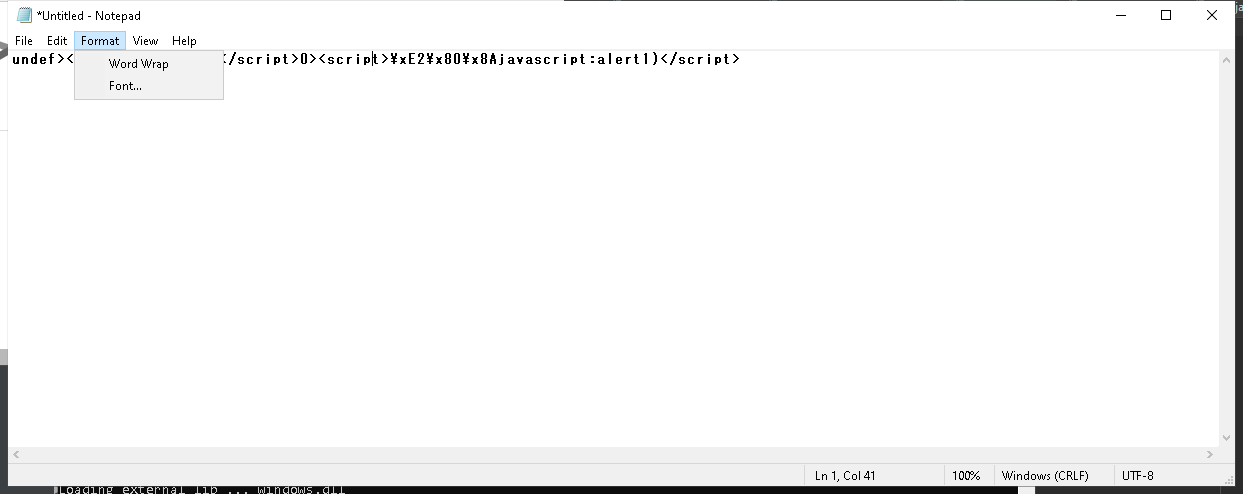 *Untitled - Notepad
File Edit Format View Help
undef>< </script>0><script>¥xE2¥x80¥x8Ajavascript:alert1)</script>
Word Wrap
Font...
Ln 1, Col 41 100% Windows (CRLF) UTF-8
Loading external lib ... windows.dll